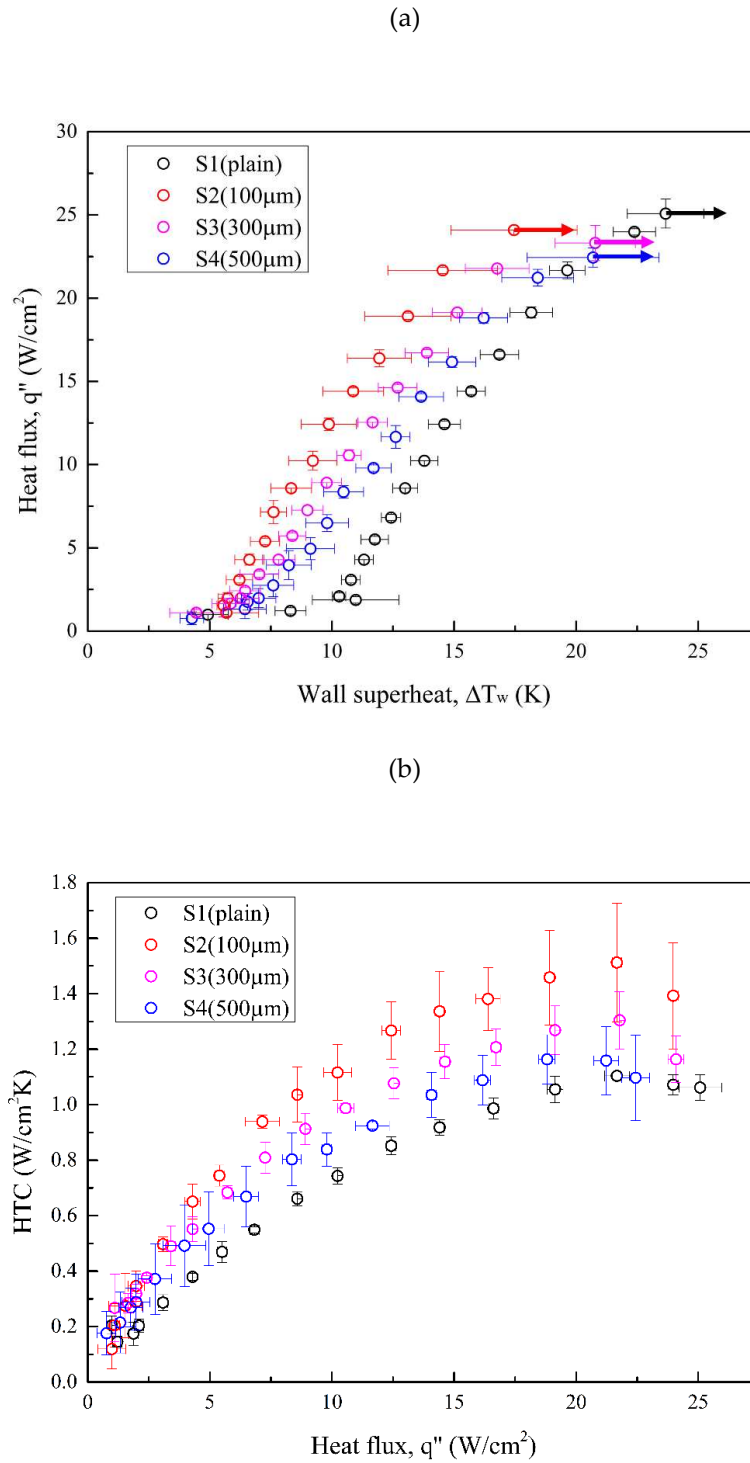 (a)
30
25
20
15
10
5
0
Heat flux, q" (W/cm²)
S1(plain)
S2(100μm)
S3(300μm)
S4(500μm)
0 5 10 15 20 25
Wall superheat, ΔTw (K)
(b)
1.8
1.6
1.4
1.2
1.0
0.8
0.6
0.4
0.2
0.0
HTC (W/cm²K)
S1(plain)
S2(100μm)
S3(300μm)
S4(500μm)
0 5 10 15 20 25
Heat flux, q" (W/cm²)